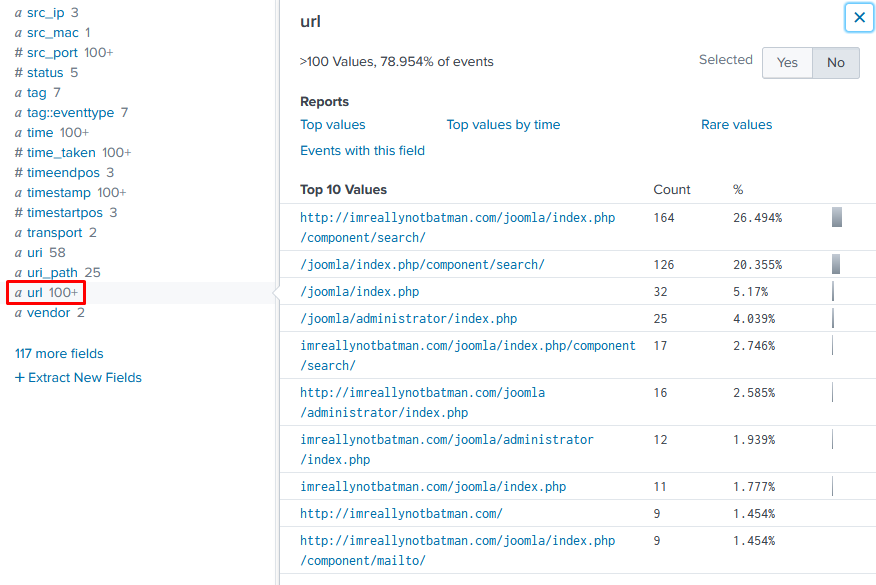 a src_ip 3
a src_mac 1
# src_port 100+
# status 5
a tag 7
a tag::eventtype 7
a time 100+
# time_taken 100+
# timeendpos 3
a timestamp 100+
# timestartpos 3
a transport 2
a uri 58
a uri_path 25
a url 100+
a vendor 2
117 more fields
+ Extract New Fields
url
>100 Values, 78.954% of events
Selected Yes No
Reports
Top values Top values by time Rare values
Events with this field
Top 10 Values Count %
http://imreallynotbatman.com/joomla/index.php 164 26.494%
/component/search/
/joomla/index.php/component/search/ 126 20.355%
/joomla/index.php 32 5.17%
/joomla/administrator/index.php 25 4.039%
imreallynotbatman.com/joomla/index.php/component 17 2.746%
/search/
http://imreallynotbatman.com/joomla 16 2.585%
/administrator/index.php
imreallynotbatman.com/joomla/administrator 12 1.939%
/index.php
imreallynotbatman.com/joomla/index.php 11 1.777%
http://imreallynotbatman.com/ 9 1.454%
http://imreallynotbatman.com/joomla/index.php 9 1.454%
/component/mailto/